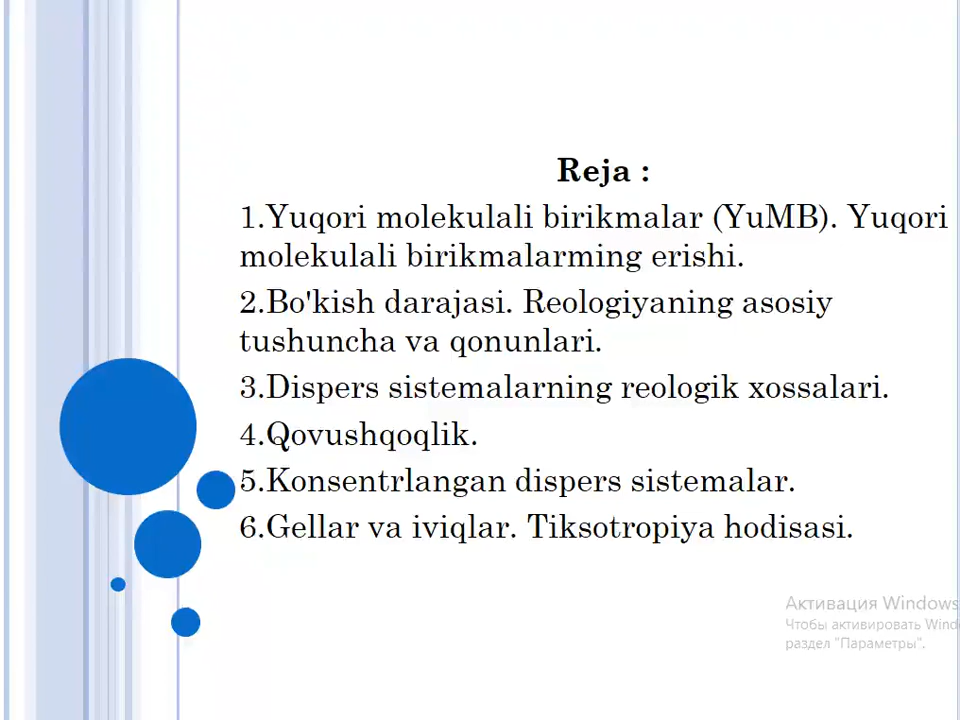 Reja :
1.Yuqori molekulali birikmalar (YuMB). Yuqori
molekulali birikmalarming erishi.
2.Bo'kish darajasi. Reologiyaning asosiy
tushuncha va qonunlari.
3.Dispers sistemalarning reologik xossalari.
4.Qovushqoqlik.
5.Konsentrlangan dispers sistemalar.
6.Gellar va iviqlar. Tiksotropiya hodisasi.
Активация Windows
Чтобы активировать Wind
раздел "Параметры".